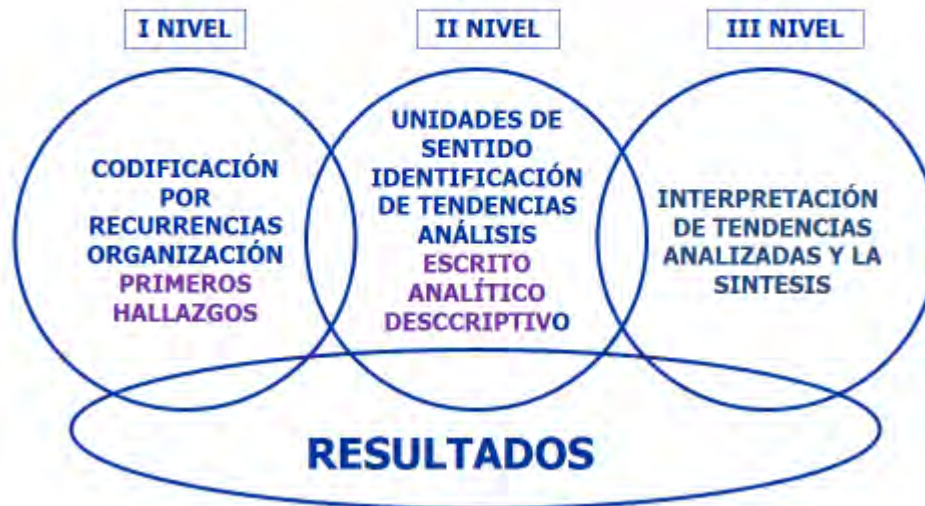 I NIVEL
II NIVEL
III NIVEL
CODIFICACIÓN
POR
RECURRENCIAS
ORGANIZACIÓN
PRIMEROS
HALLAZGOS
UNIDADES DE
SENTIDO
IDENTIFICACIÓN
DE TENDENCIAS
ANÁLISIS
ESCRITO
ANALÍTICO
DESCCRIPTIVO
INTERPRETACIÓN
DE TENDENCIAS
ANALIZADAS Y LA
SINTESIS
RESULTADOS